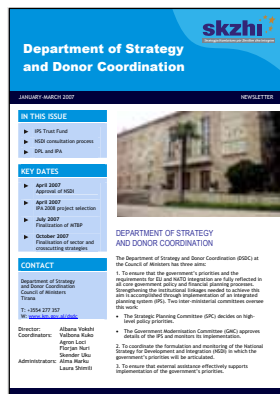 skzhi
Department of Strategy
and Donor Coordination
JANUARY-MARCH 2007
NEWSLETTER
IN THIS ISSUE
► IPS Trust Fund
► NSDI consultation process
► DPL and IPA
KEY DATES
► April 2007
Approval of NSDI
► April 2007
IPA 2008 project selection
► July 2007
Finalization of MTBP
► October 2007
Finalisation of sector and
crosscutting strategies
CONTACT
Department of Strategy
and Donor Coordination
Council of Ministers
Tirana
T: +3554 277 357
W: www.km.gov.al/dsdc
Director: Albana Vokshi
Coordinators: Valbona Kuko
Agron Loci
Florjan Nuri
Skender Uku
Administrators: Alma Marku
Laura Shimili
DEPARTMENT OF STRATEGY
AND DONOR COORDINATION
The Department of Strategy and Donor Coordination (DSDC) at
the Council of Ministers has three aims:
1. To ensure that the government's priorities and the
requirements for EU and NATO integration are fully reflected in
all core government policy and financial planning processes.
Strengthening the institutional linkages needed to achieve this
aim is accomplished through implementation of an integrated
planning system (IPS). Two inter-ministerial committees oversee
this work:
• The Strategic Planning Committee (SPC) decides on high-
level policy priorities.
• The Government Modernisation Committee (GMC) approves
details of the IPS and monitors its implementation.
2. To coordinate the formulation and monitoring of the National
Strategy for Development and Integration (NSDI) in which the
government's priorities will be articulated.
3. To ensure that external assistance effectively supports
implementation of the government's priorities.